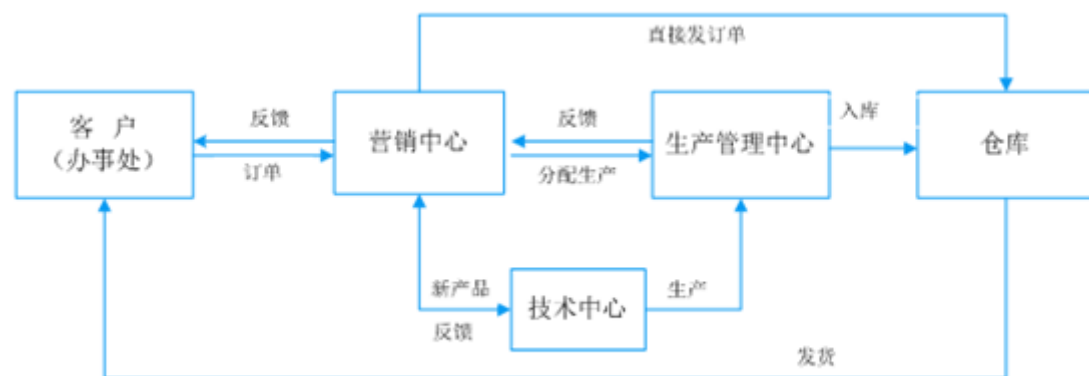 直接发订单
客 户
（办事处）
反馈
订单
营销中心
反馈
分配生产
生产管理中心
入库
仓库
新产品
反馈
技术中心
生产
发货